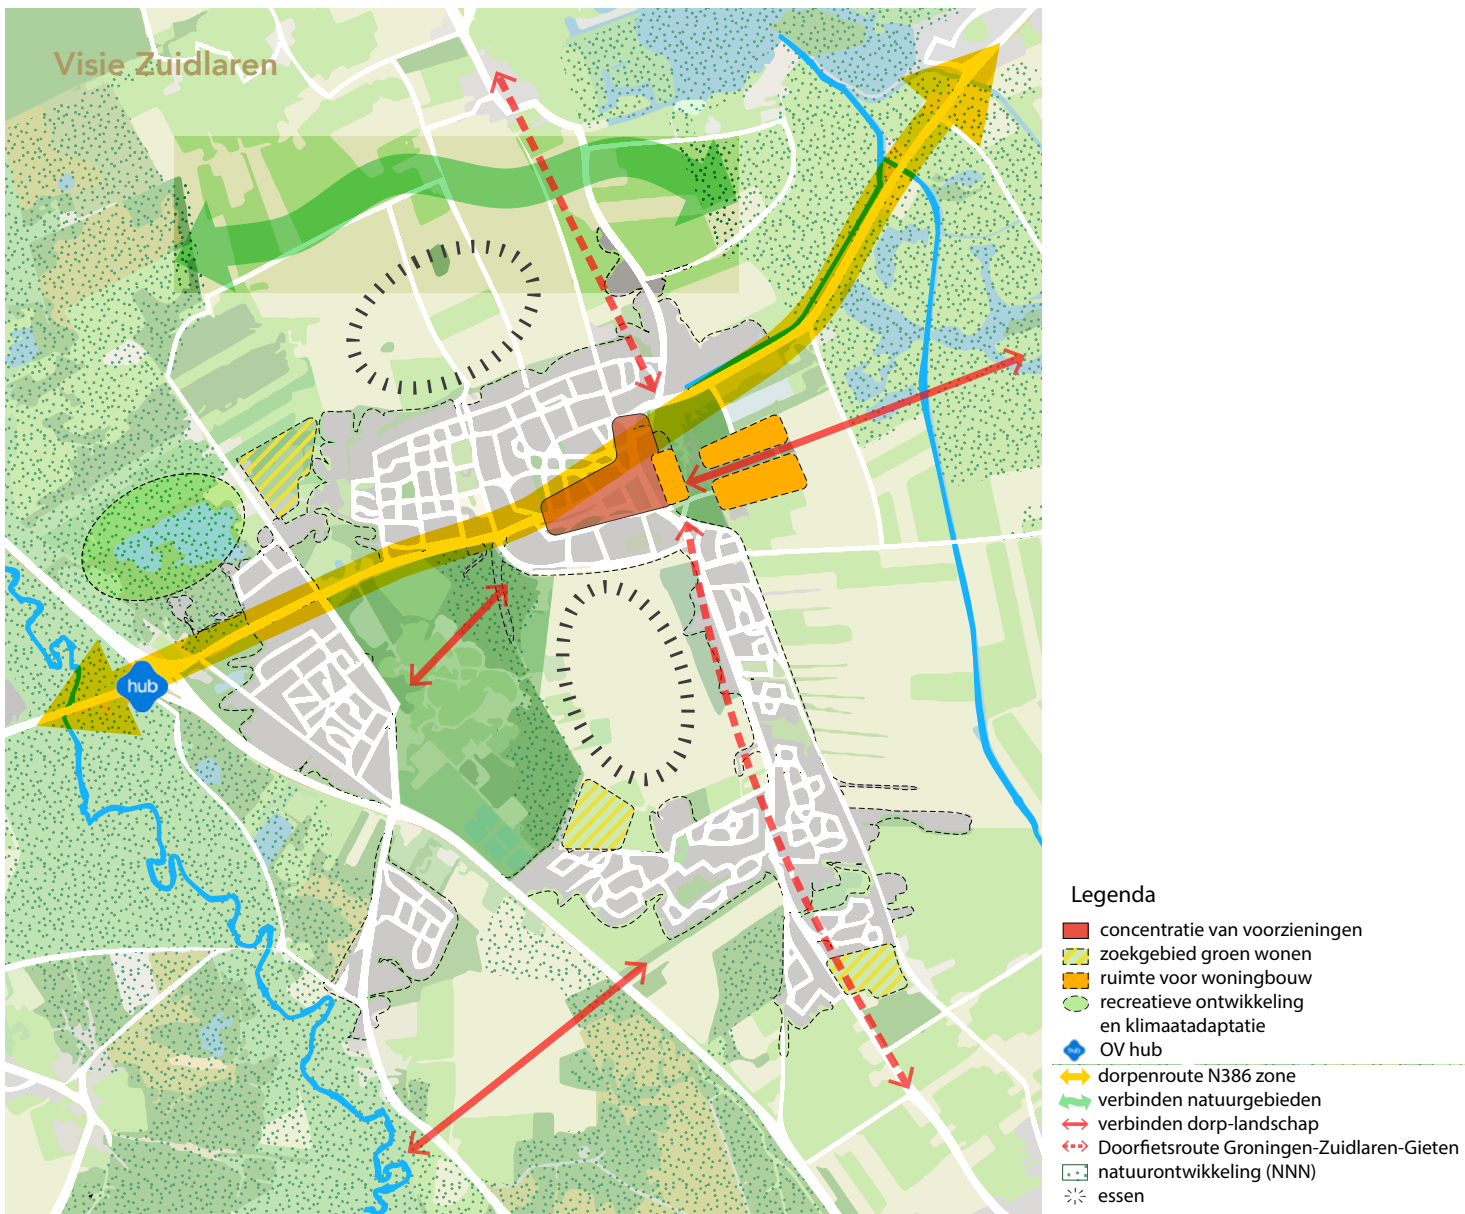 Visie Zuidlaren
hub
Legenda
concentratie van voorzieningen
zoekgebied groen wonen
ruimte voor woningbouw
recreatieve ontwikkeling
en klimaatadaptatie
hub OV hub
dorpenroute N386 zone
verbinden natuurgebieden
verbinden dorp-landschap
Doorfietsroute Groningen-Zuidlaren-Gieten
natuurontwikkeling (NNN)
essen